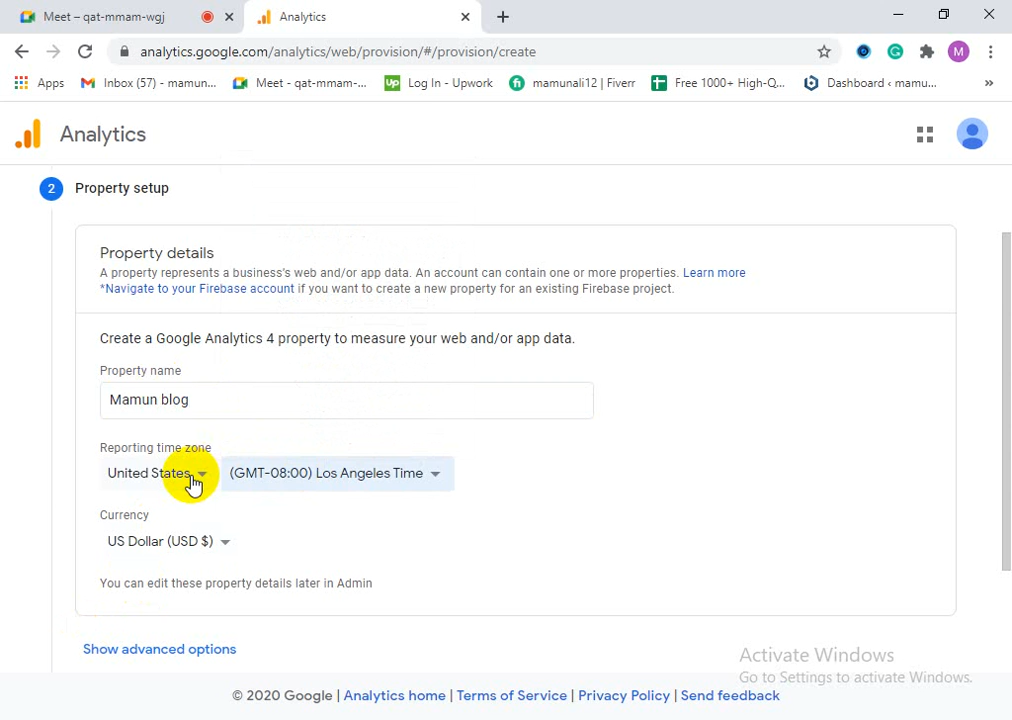 Meet – qat-mmam-wgj
Analytics
analytics.google.com/analytics/web/provision/#/provision/create
M
Apps
Inbox (57) - mamun...
Meet - qat-mmam-...
Up
Log In - Upwork
fi
mamunali12 | Fiverr
Free 1000+ High-Q...
Dashboard ‹ mamu...
»
Analytics
2
Property setup
Property details
A property represents a business's web and/or app data. An account can contain one or more properties. Learn more
*Navigate to your Firebase account if you want to create a new property for an existing Firebase project.
Create a Google Analytics 4 property to measure your web and/or app data.
Property name
Mamun blog
Reporting time zone
United States
(GMT-08:00) Los Angeles Time
Currency
US Dollar (USD $)
You can edit these property details later in Admin
Show advanced options
Activate Windows
Go to Settings to activate Windows.
© 2020 Google | Analytics home | Terms of Service | Privacy Policy | Send feedback